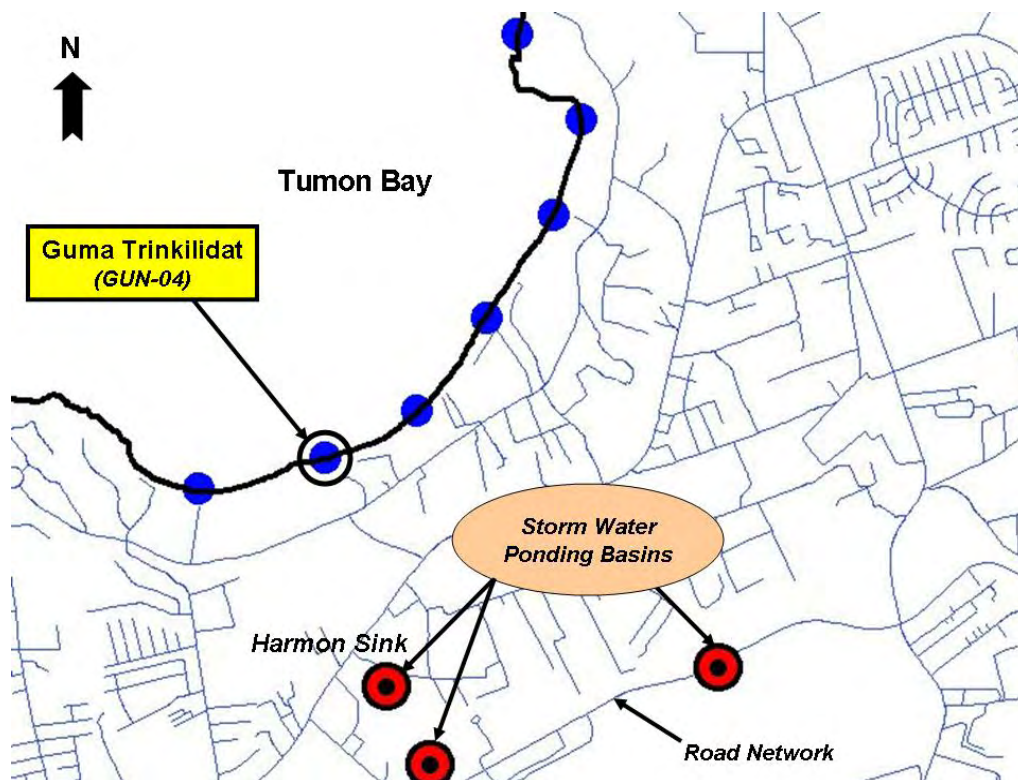 N
Tumon Bay
Guma Trinkilidat
(GUN-04)
Storm Water
Ponding Basins
Harmon Sink
Road Network